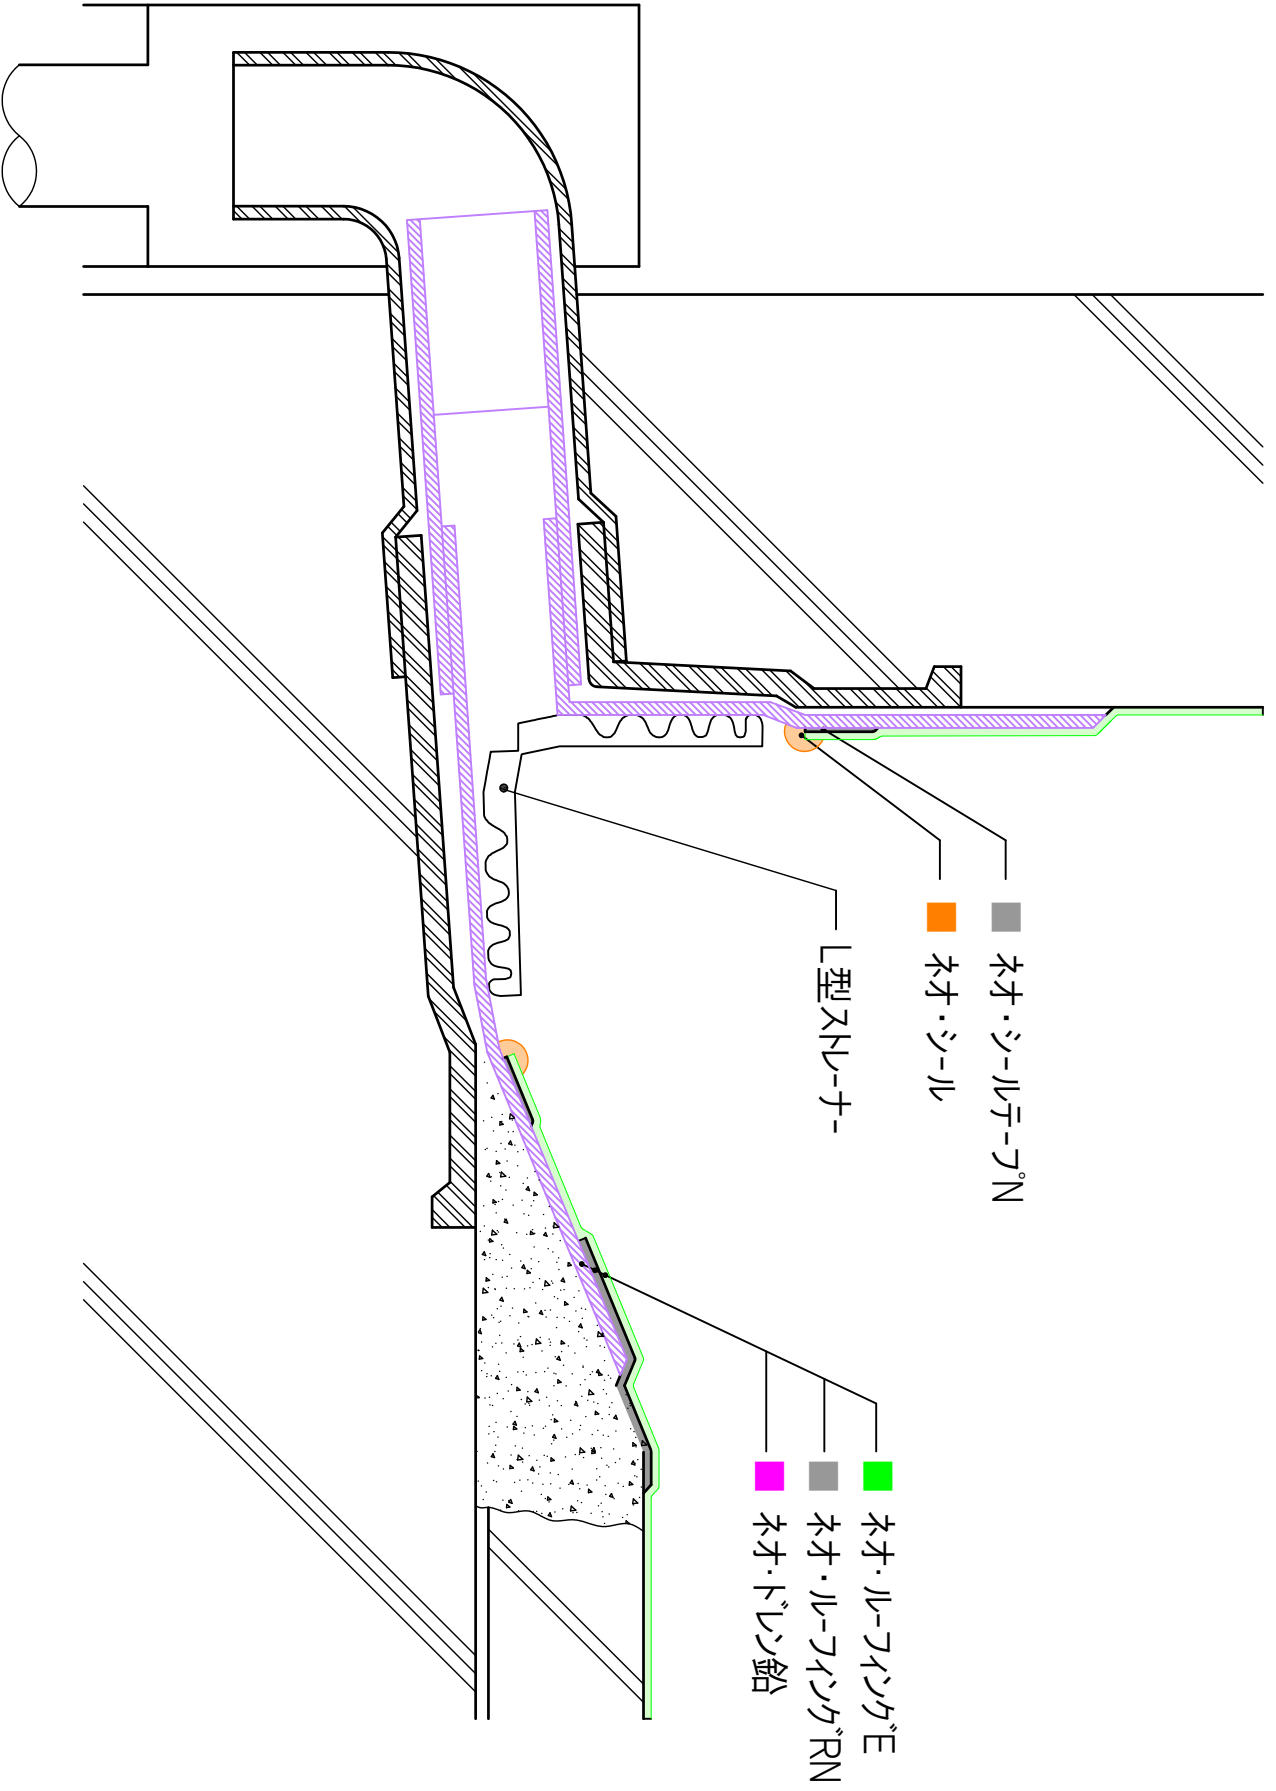 ネオ・シールテープN
ネオ・シール
L型ストレーナー
ネオ・ルーフィングE
ネオ・ルーフィングRN
ネオ・ドレン鉛